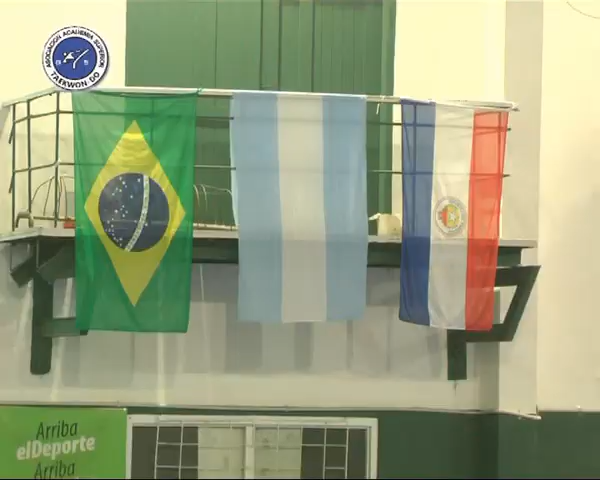 ASOCIACION ACADEMIA SUPERIOR
TAEKWON DO
Arriba
elDeporte
Arriba